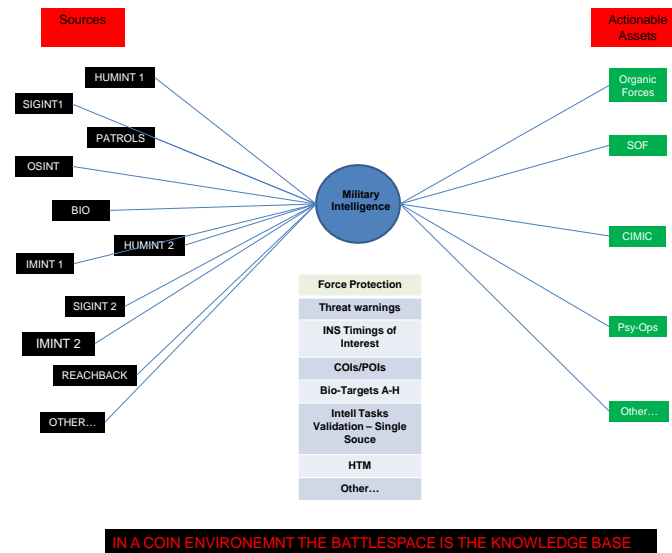 Sources
Actionable
Assets
HUMINT 1
SIGINT1
PATROLS
OSINT
BIO
HUMINT 2
IMINT 1
SIGINT 2
IMINT 2
REACHBACK
OTHER…
Military
Intelligence
Organic
Forces
SOF
CIMIC
Psy-Ops
Other…
Force Protection
Threat warnings
INS Timings of
Interest
COIs/POIs
Bio-Targets A-H
Intell Tasks
Validation – Single
Souce
HTM
Other…
IN A COIN ENVIRONEMNT THE BATTLESPACE IS THE KNOWLEDGE BASE